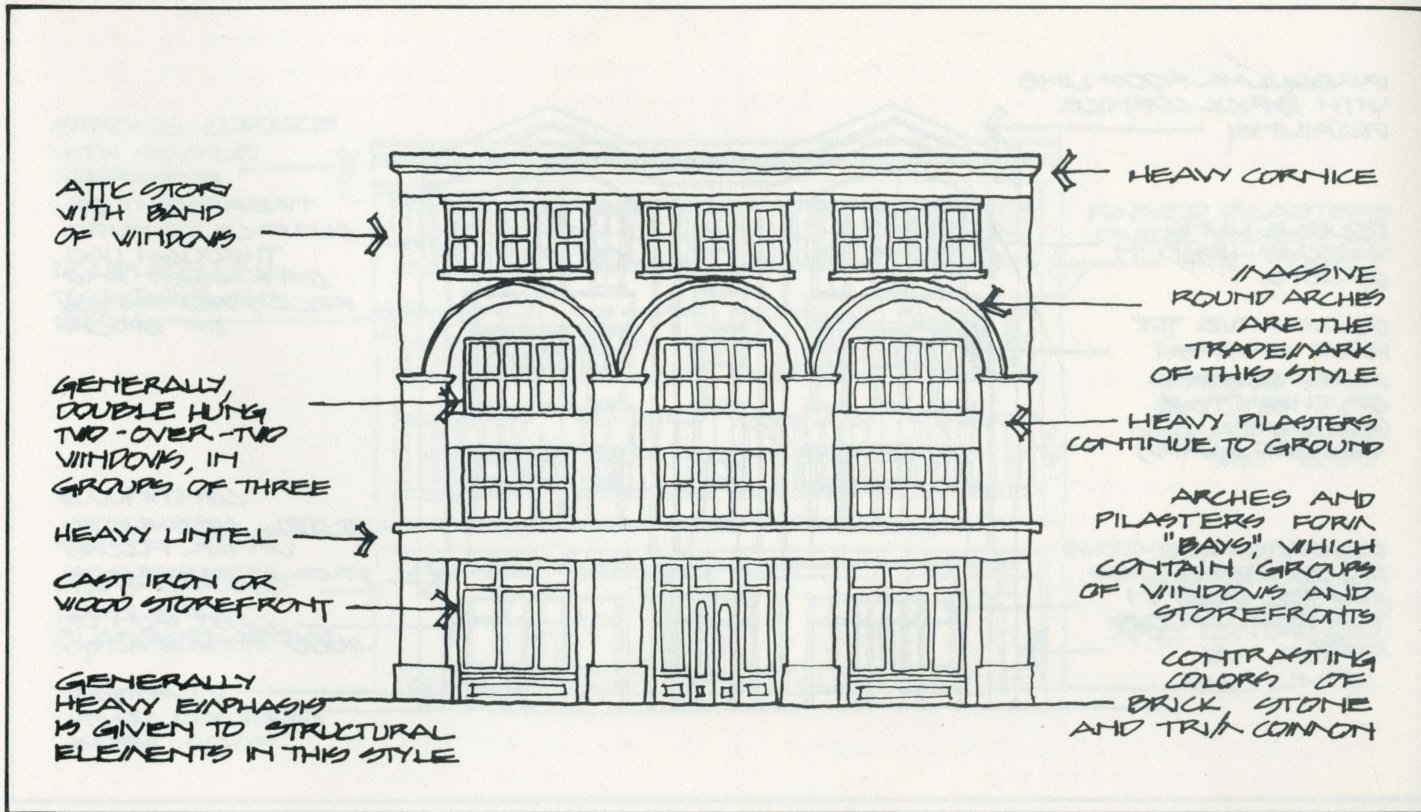 ATTIC STORY
WITH BAND
OF WINDOWS
GENERALLY,
DOUBLE HUNG
TWO-OVER-TWO
WINDOWS, IN
GROUPS OF THREE
HEAVY LINTEL
CAST IRON OR
WOOD STOREFRONT
GENERALLY
HEAVY EMPHASIS
IS GIVEN TO STRUCTURAL
ELEMENTS IN THIS STYLE
HEAVY CORNICE
MASSIVE
ROUND ARCHES
ARE THE
TRADEMARK
OF THIS STYLE
HEAVY PILASTERS
CONTINUE TO GROUND
ARCHES AND
PILASTERS FORM
"BAYS" WHICH
CONTAIN GROUPS
OF WINDOWS AND
STOREFRONTS
CONTRASTING
COLORS OF
BRICK STONE
AND TRIM COMMON